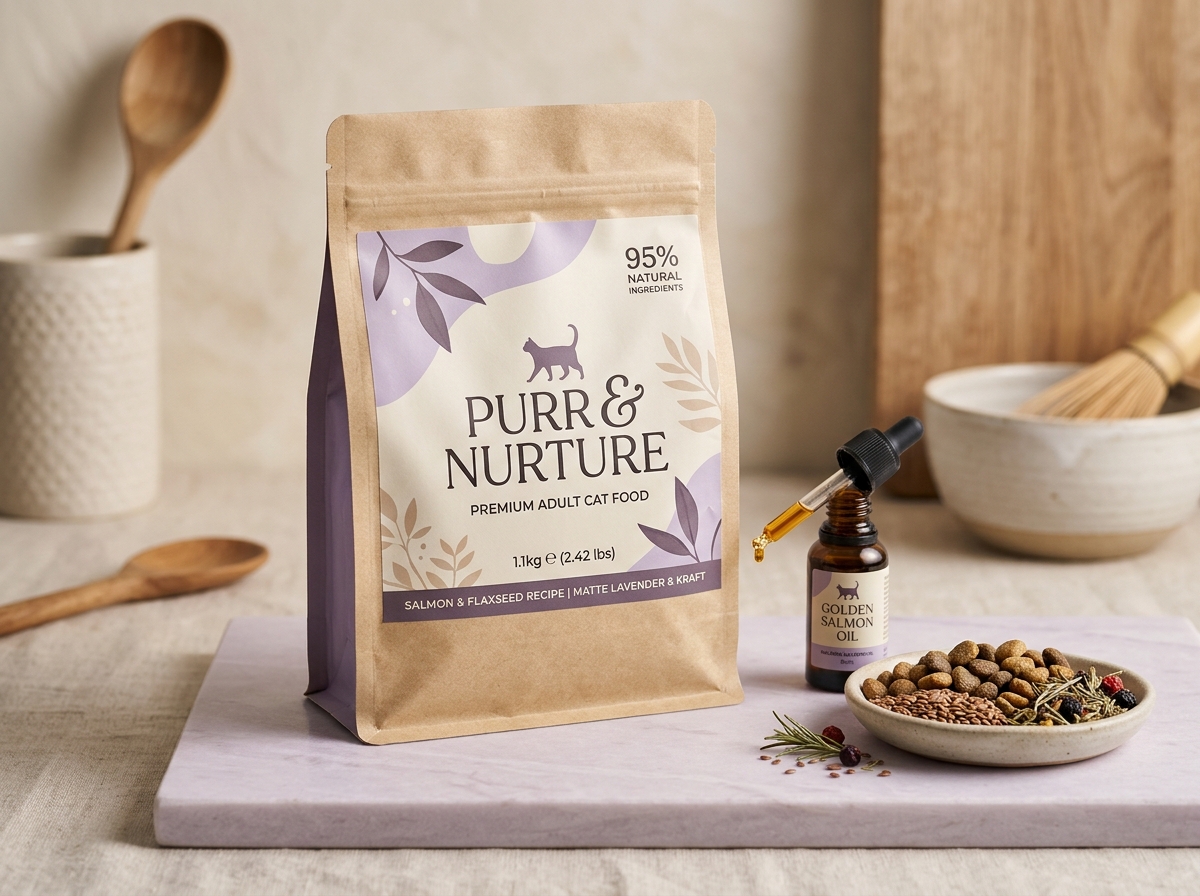 95%
NATURAL
INGREDIENTS
PURR &
NURTURE
PREMIUM ADULT CAT FOOD
1.1kg ℮ (2.42 lbs)
SALMON & FLAXSEED RECIPE | MATTE LAVENDER & KRAFT
GOLDEN
SALMON
OIL